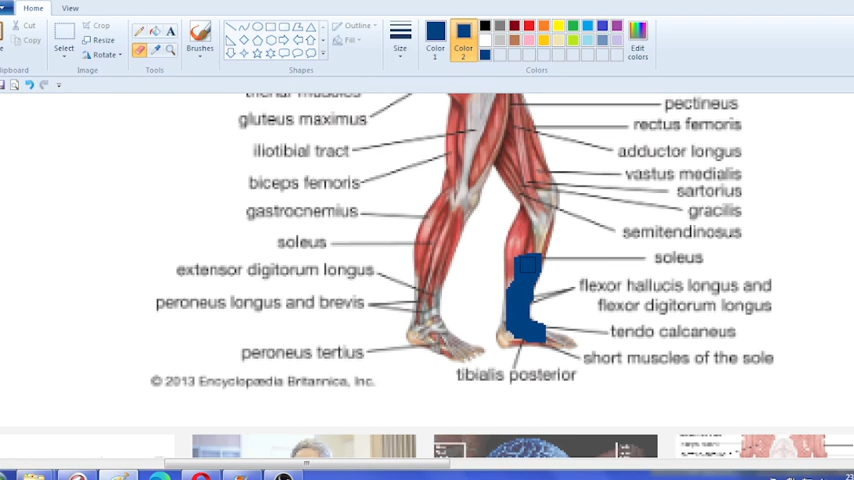 Home View
Cut
Copy
Crop
Resize
Rotate
Select
Brushes
Outline
Fill
Size
Color 1
Color 2
Edit colors
Image
Tools
Shapes
Colors
gluteus maximus
iliotibial tract
biceps femoris
gastrocnemius
soleus
extensor digitorum longus
peroneus longus and brevis
peroneus tertius
© 2013 Encyclopædia Britannica, Inc.
pectineus
rectus femoris
adductor longus
vastus medialis
sartorius
gracilis
semitendinosus
soleus
flexor hallucis longus and
flexor digitorum longus
tendo calcaneus
short muscles of the sole
tibialis posterior